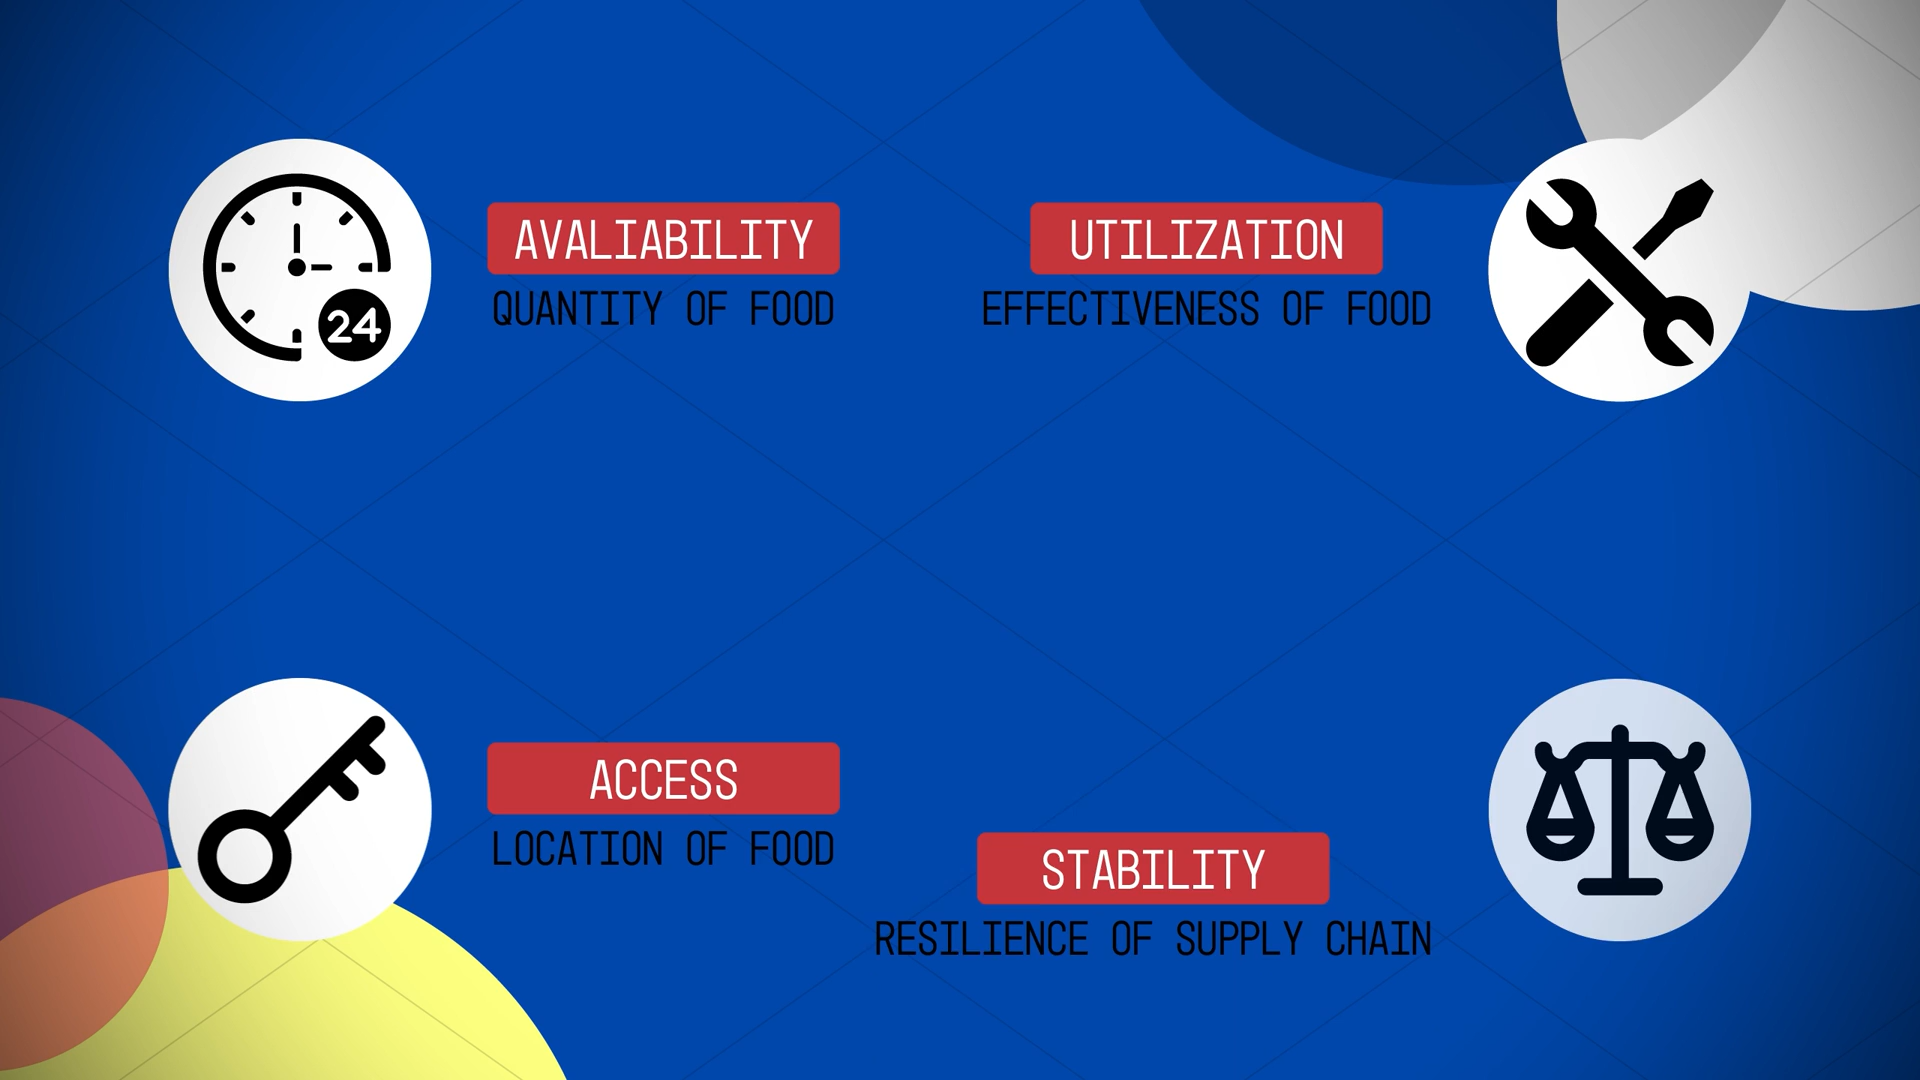 24
AVALIABILITY
QUANTITY OF FOOD
UTILIZATION
EFFECTIVENESS OF FOOD
ACCESS
LOCATION OF FOOD
STABILITY
RESILIENCE OF SUPPLY CHAIN